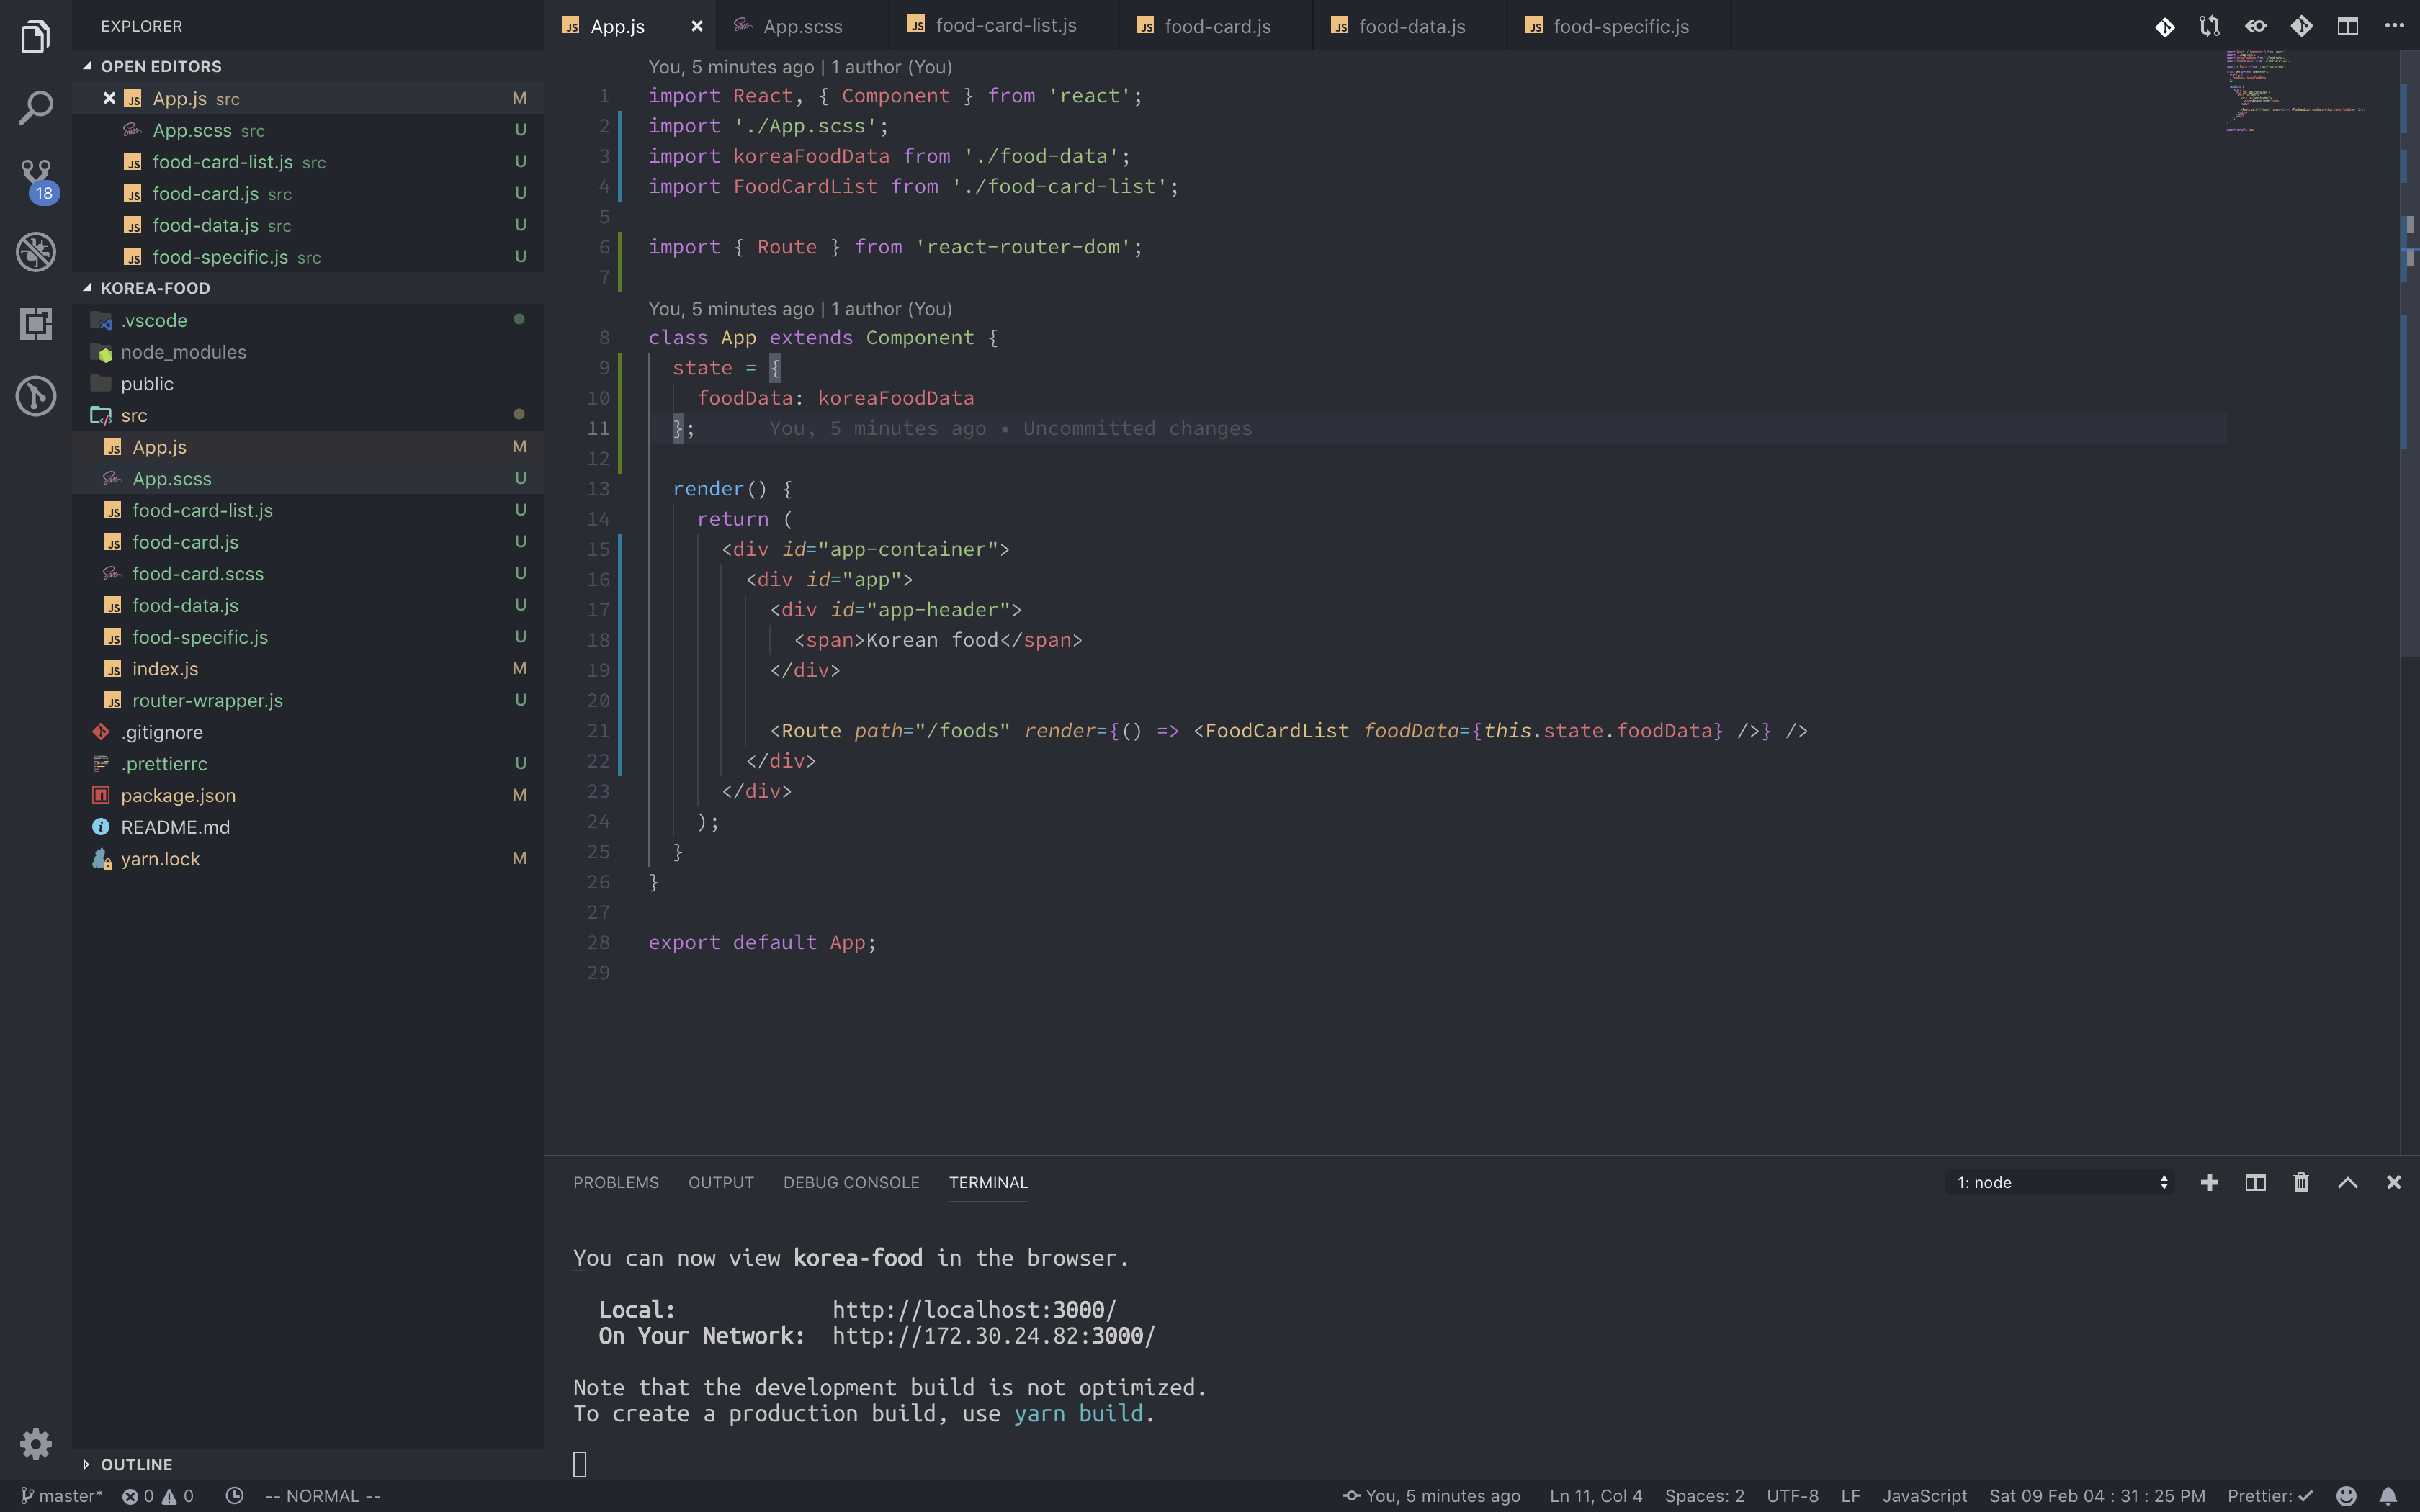 EXPLORER
OPEN EDITORS
App.js src M
App.scss src U
food-card-list.js src U
food-card.js src U
food-data.js src U
food-specific.js src U
KOREA-FOOD
.vscode
node_modules
public
src
App.js M
App.scss U
food-card-list.js U
food-card.js U
food-card.scss U
food-data.js U
food-specific.js U
index.js M
router-wrapper.js U
.gitignore
.prettierrc U
package.json M
README.md
yarn.lock M
OUTLINE
18
App.js App.scss food-card-list.js food-card.js food-data.js food-specific.js
You, 5 minutes ago | 1 author (You)
1 import React, { Component } from 'react';
2 import './App.scss';
3 import koreaFoodData from './food-data';
4 import FoodCardList from './food-card-list';
5
6 import { Route } from 'react-router-dom';
7
You, 5 minutes ago | 1 author (You)
8 class App extends Component {
9 state = {
10 foodData: koreaFoodData
11 }; You, 5 minutes ago • Uncommitted changes
12
13 render() {
14 return (
15 <div id="app-container">
16 <div id="app">
17 <div id="app-header">
18 <span>Korean food</span>
19 </div>
20
21 <Route path="/foods" render={() => <FoodCardList foodData={this.state.foodData} />} />
22 </div>
23 </div>
24 );
25 }
26 }
27
28 export default App;
29
PROBLEMS OUTPUT DEBUG CONSOLE TERMINAL 1: node
You can now view korea-food in the browser.
Local: http://localhost:3000/
On Your Network: http://172.30.24.82:3000/
Note that the development build is not optimized.
To create a production build, use yarn build.
master* 0 0 -- NORMAL -- You, 5 minutes ago Ln 11, Col 4 Spaces: 2 UTF-8 LF JavaScript Sat 09 Feb 04 : 31 : 25 PM Prettier: ✓